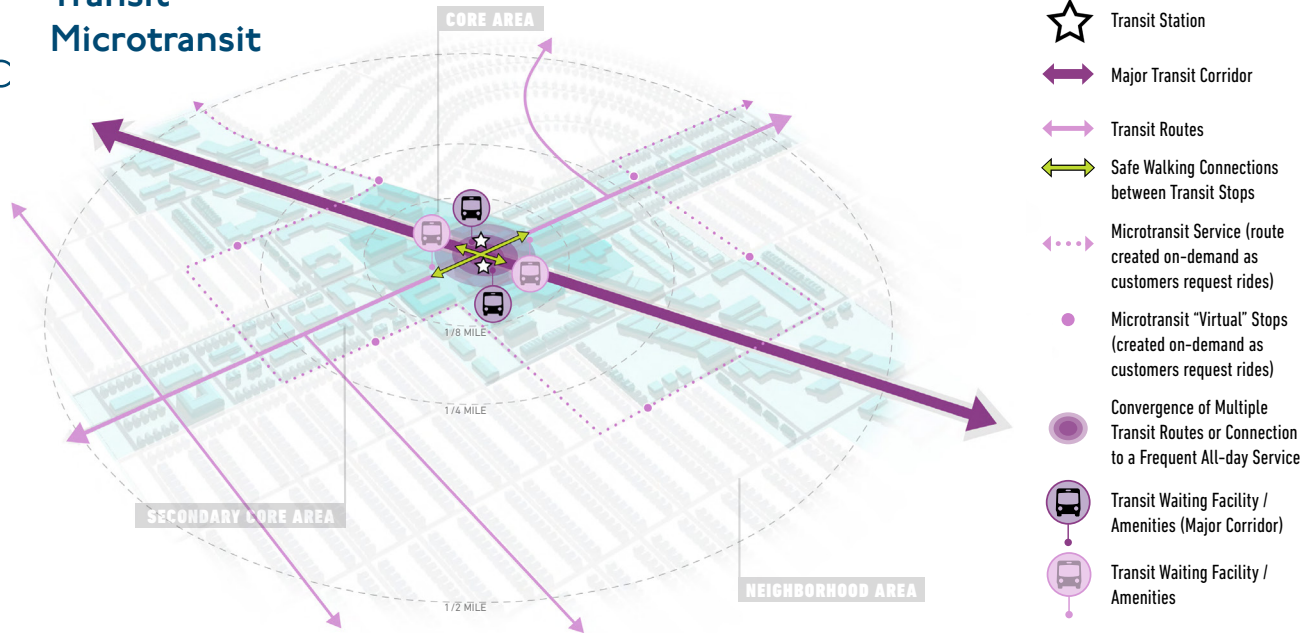 Transit
Microtransit
CORE AREA
1/8 MILE
1/4 MILE
SECONDARY CORE AREA
NEIGHBORHOOD AREA
1/2 MILE
Transit Station
Major Transit Corridor
Transit Routes
Safe Walking Connections
between Transit Stops
Microtransit Service (route
created on-demand as
customers request rides)
Microtransit “Virtual” Stops
(created on-demand as
customers request rides)
Convergence of Multiple
Transit Routes or Connection
to a Frequent All-day Service
Transit Waiting Facility /
Amenities (Major Corridor)
Transit Waiting Facility /
Amenities